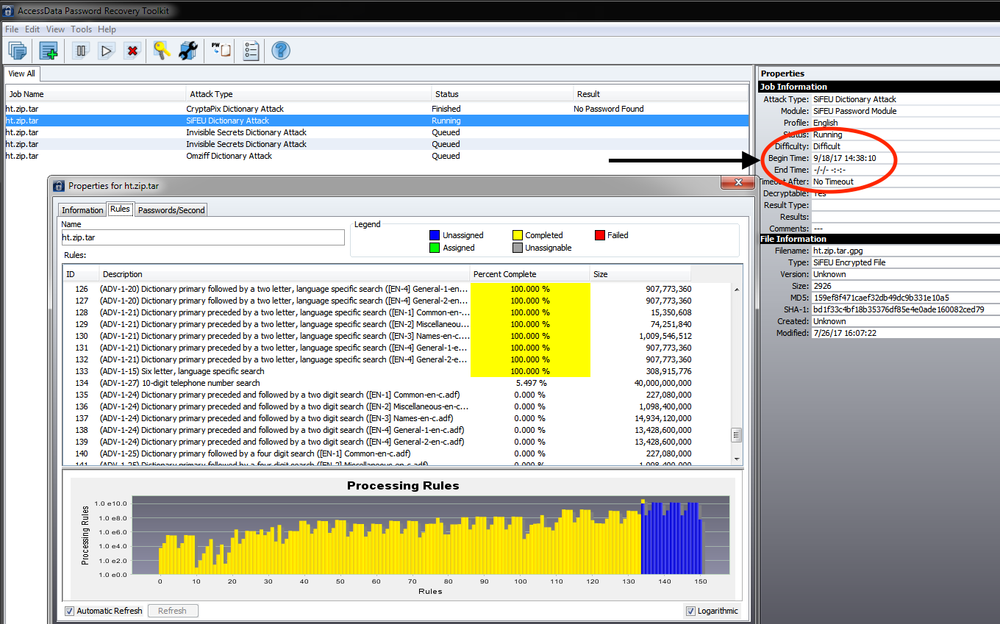 AccessData Password Recovery Toolkit
File Edit View Tools Help
View All
Job Name Attack Type Status Result
ht.zip.tar CryptaPix Dictionary Attack Finished No Password Found
ht.zip.tar SiFEU Dictionary Attack Running
ht.zip.tar Invisible Secrets Dictionary Attack Queued
ht.zip.tar Invisible Secrets Dictionary Attack Queued
ht.zip.tar Omziff Dictionary Attack Queued
Properties
Job Information
Attack Type: SiFEU Dictionary Attack
Module: SiFEU Password Module
Profile: English
Status: Running
Difficulty: Difficult
Begin Time: 9/18/17 14:38:10
End Time: -/-/- -:-:-
Timeout After: No Timeout
Decryptable: Yes
Result Type:
Results:
Comments: ---
File Information
Filename: ht.zip.tar.gpg
Type: SiFEU Encrypted File
Version: Unknown
Size: 2926
MD5: 159ef8f471caef32db49dc9b331e10a5
SHA-1: bd1f33c4bf18b35376df85e4e0ade160082ced79
Created: Unknown
Modified: 7/26/17 16:07:22
Properties for ht.zip.tar
Information Rules Passwords/Second
Name
ht.zip.tar
Legend
Unassigned Completed Failed
Assigned Unassignable
Rules:
ID Description Percent Complete Size
126 (ADV-1-20) Dictionary primary followed by a two letter, language specific search ([EN-4] General-1-en... 100.000 % 907,773,360
127 (ADV-1-20) Dictionary primary followed by a two letter, language specific search ([EN-4] General-2-en... 100.000 % 907,773,360
128 (ADV-1-21) Dictionary primary preceded by a two letter, language specific search ([EN-1] Common-en-... 100.000 % 15,350,608
129 (ADV-1-21) Dictionary primary preceded by a two letter, language specific search ([EN-2] Miscellaneou... 100.000 % 74,251,840
130 (ADV-1-21) Dictionary primary preceded by a two letter, language specific search ([EN-3] Names-en-c.... 100.000 % 1,009,546,512
131 (ADV-1-21) Dictionary primary preceded by a two letter, language specific search ([EN-4] General-1-e... 100.000 % 907,773,360
132 (ADV-1-21) Dictionary primary preceded by a two letter, language specific search ([EN-4] General-2-e... 100.000 % 907,773,360
133 (ADV-1-15) Six letter, language specific search 100.000 % 308,915,776
134 (ADV-1-27) 10-digit telephone number search 5.497 % 40,000,000,000
135 (ADV-1-24) Dictionary primary preceded and followed by a two digit search ([EN-1] Common-en-c.adf) 0.000 % 227,080,000
136 (ADV-1-24) Dictionary primary preceded and followed by a two digit search ([EN-2] Miscellaneous-en-c... 0.000 % 1,098,400,000
137 (ADV-1-24) Dictionary primary preceded and followed by a two digit search ([EN-3] Names-en-c.adf) 0.000 % 14,934,120,000
138 (ADV-1-24) Dictionary primary preceded and followed by a two digit search ([EN-4] General-1-en-c.adf) 0.000 % 13,428,600,000
139 (ADV-1-24) Dictionary primary preceded and followed by a two digit search ([EN-4] General-2-en-c.adf) 0.000 % 13,428,600,000
140 (ADV-1-25) Dictionary primary followed by a four digit search ([EN-1] Common-en-c.adf) 0.000 % 227,080,000
141 (ADV-1-25) Dictionary primary followed by a four digit search ([EN-2] Miscellaneous-en-c.adf) 0.000 % 1,098,400,000
Processing Rules
Processing Rules
1.0 e10.0
1.0 e8.0
1.0 e6.0
1.0 e4.0
1.0 e2.0
1.0 e0.0
0 10 20 30 40 50 60 70 80 90 100 110 120 130 140 150
Rules
Automatic Refresh Refresh Logarithmic